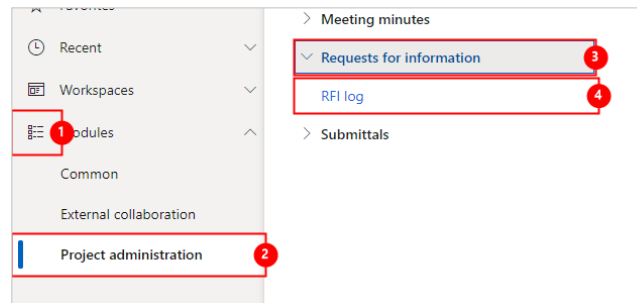 Recent
Workspaces
1
Modules
Common
External collaboration
Project administration
2
Meeting minutes
Requests for information
3
RFI log
4
Submittals